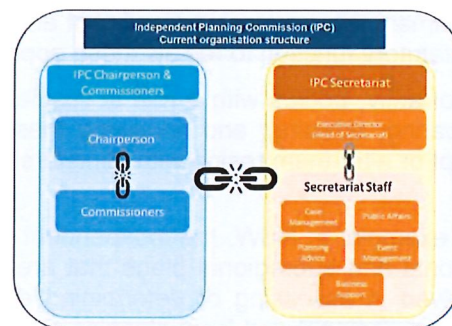 Independent Planning Commission (IPC)
Current organisation structure
IPC Chairperson &
Commissioners
Chairperson
Commissioners
IPC Secretariat
Executive Director
(Head of Secretariat)
Secretariat Staff
Case
Management
Public Affairs
Planning
Advice
Event
Management
Business
Support